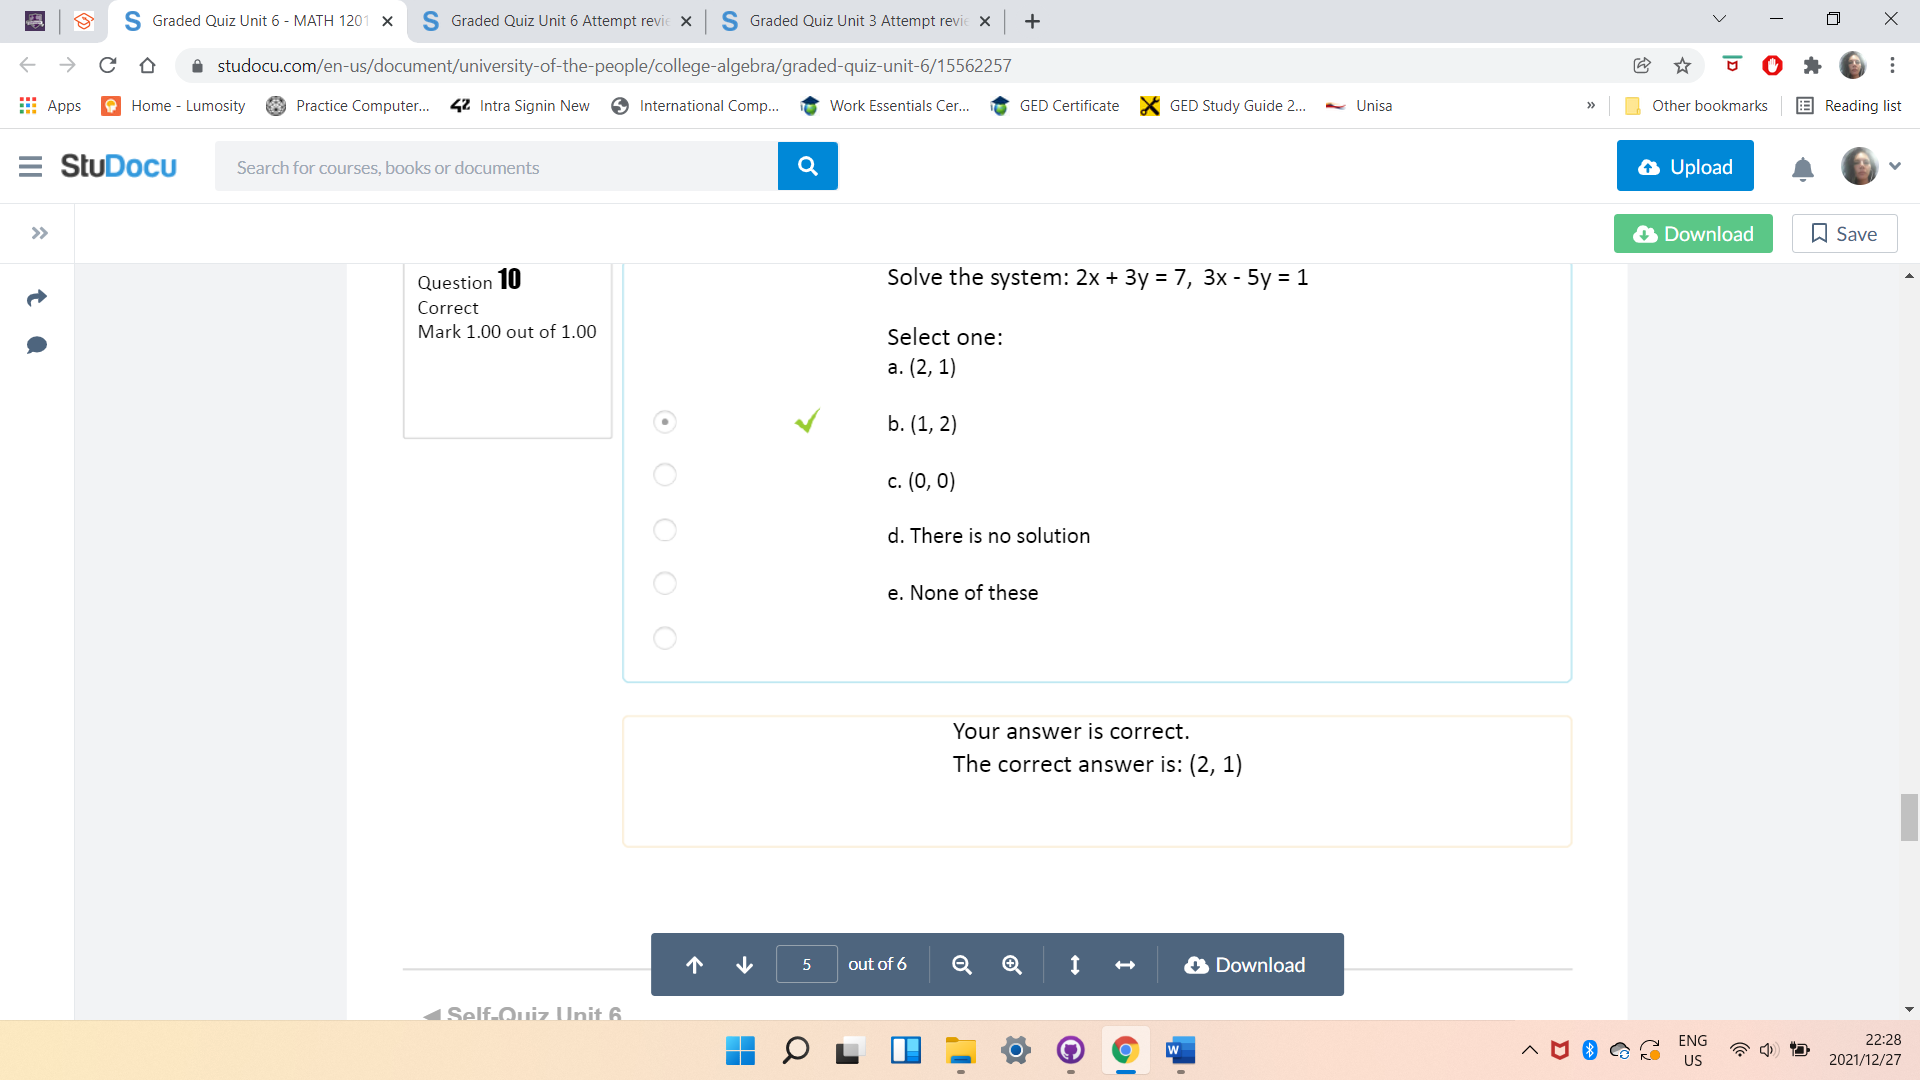 Graded Quiz Unit 6 - MATH 1201
Graded Quiz Unit 6 Attempt revie
Graded Quiz Unit 3 Attempt revie
studocu.com/en-us/document/university-of-the-people/college-algebra/graded-quiz-unit-6/15562257
Apps
Home - Lumosity
Practice Computer...
Intra Signin New
International Comp...
Work Essentials Cer...
GED Certificate
GED Study Guide 2...
Unisa
»
Other bookmarks
Reading list
StuDocu
Search for courses, books or documents
Upload
Download
Save
Question 10
Correct
Mark 1.00 out of 1.00
Solve the system: 2x + 3y = 7, 3x - 5y = 1
Select one:
a. (2, 1)
b. (1, 2)
c. (0, 0)
d. There is no solution
e. None of these
Your answer is correct.
The correct answer is: (2, 1)
5 out of 6
Download
Self-Quiz Unit 6
ENG
US
22:28
2021/12/27